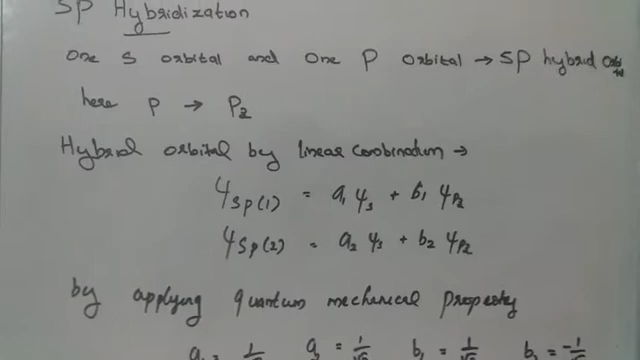 SP Hybridization
One S orbital and one P orbital → SP hybrid
here P → Pz
Hybrid orbital by linear combination →
ψsp(1) = a1 ψs + b1 ψPz
ψsp(2) = a2 ψs + b2 ψPz
by applying quantum mechanical property